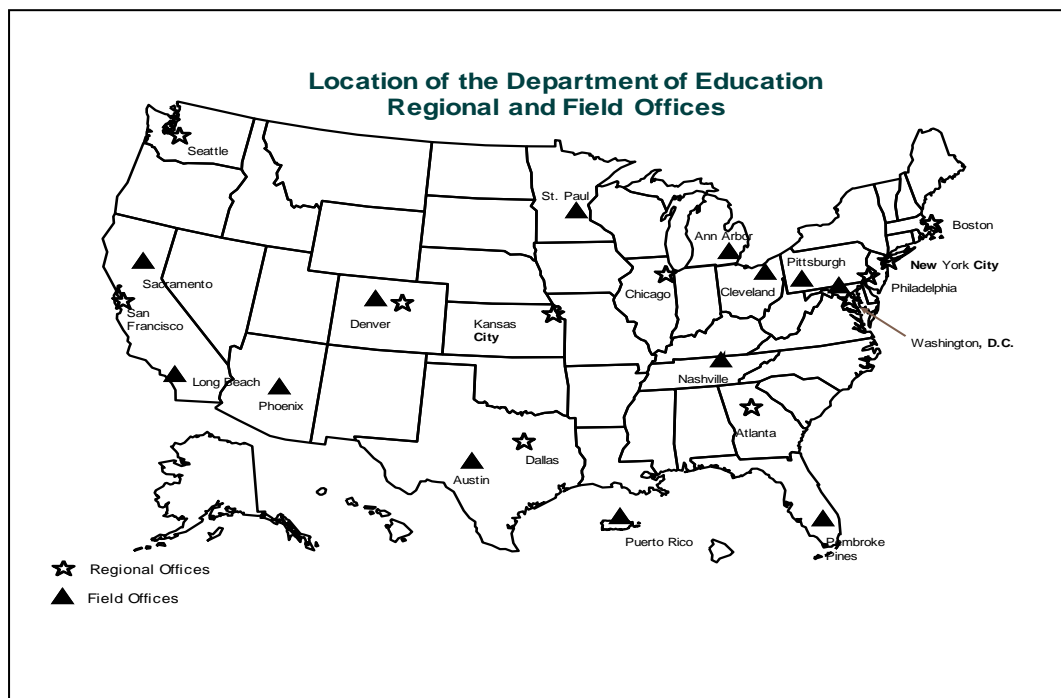 Location of the Department of Education
Regional and Field Offices
Seattle
St. Paul
Boston
Ann Arbor
Pittsburgh
New York City
Sacramento
Chicago
Cleveland
Philadelphia
San
Francisco
Denver
Kansas
City
Washington, D.C.
Long Beach
Nashville
Phoenix
Atlanta
Dallas
Austin
Puerto Rico
Pembroke
Pines
Regional Offices
Field Offices